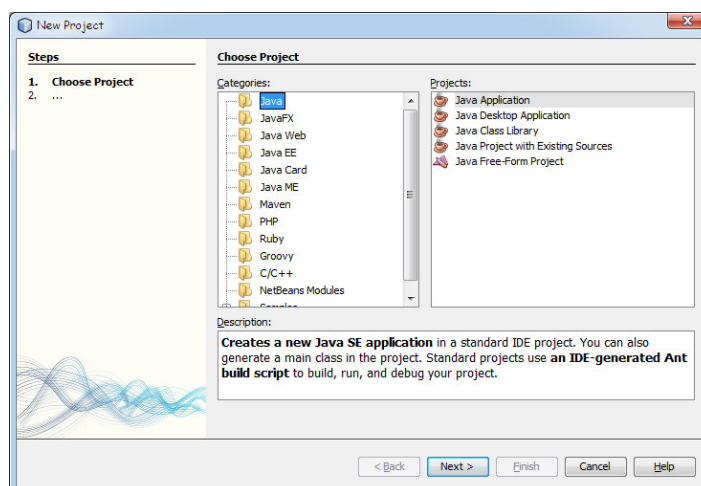 New Project
Steps
1. Choose Project
2. ...
Choose Project
Categories:
Java
JavaFX
Java Web
Java EE
Java Card
Java ME
Maven
PHP
Ruby
Groovy
C/C++
NetBeans Modules
Projects:
Java Application
Java Desktop Application
Java Class Library
Java Project with Existing Sources
Java Free-Form Project
Description:
Creates a new Java SE application in a standard IDE project. You can also
generate a main class in the project. Standard projects use an IDE-generated Ant
build script to build, run, and debug your project.
< Back
Next >
Finish
Cancel
Help